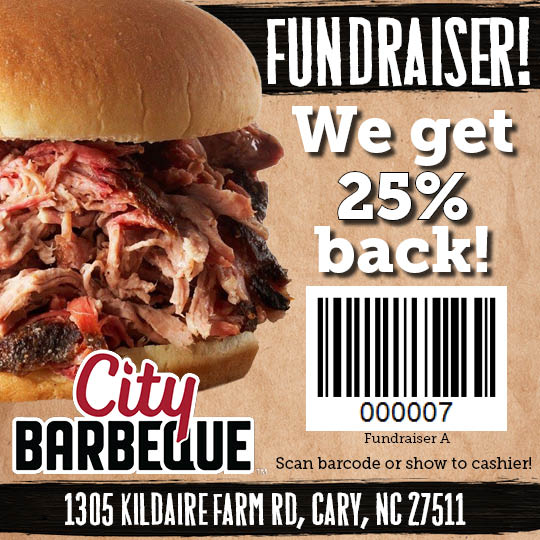 FUNDRAISER!
We get
25%
back!
000007
Fundraiser A
Scan barcode or show to cashier!
City
BARBEQUE™
1305 KILDAIRE FARM RD, CARY, NC 27511